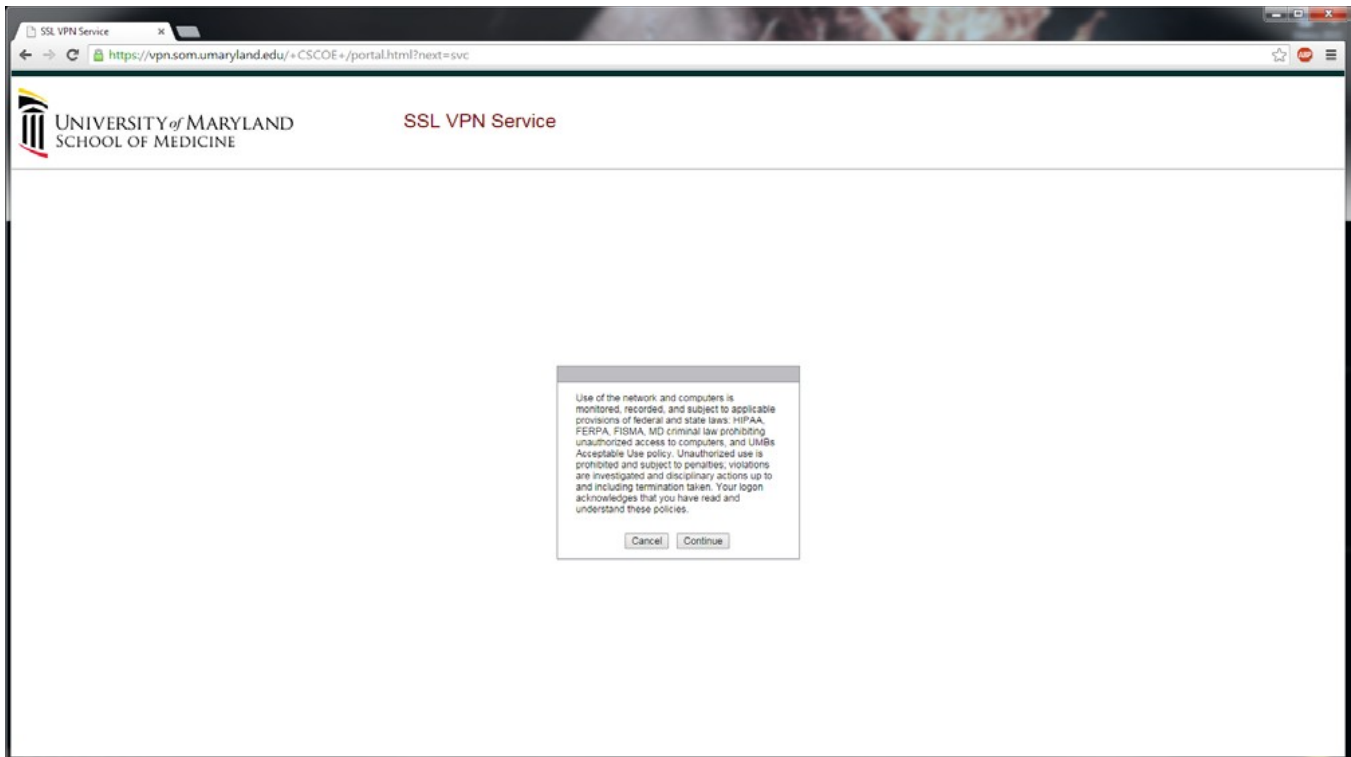 SSL VPN Service
https://vpn.som.umaryland.edu/+CSCOE+/portal.html?next=svc
ABP
UNIVERSITY of MARYLAND
SCHOOL OF MEDICINE
SSL VPN Service
Use of the network and computers is
monitored, recorded, and subject to applicable
provisions of federal and state laws: HIPAA,
FERPA, FISMA, MD criminal law prohibiting
unauthorized access to computers, and UMBs
Acceptable Use policy. Unauthorized use is
prohibited and subject to penalties; violations
are investigated and disciplinary actions up to
and including termination taken. Your logon
acknowledges that you have read and
understand these policies.
Cancel Continue